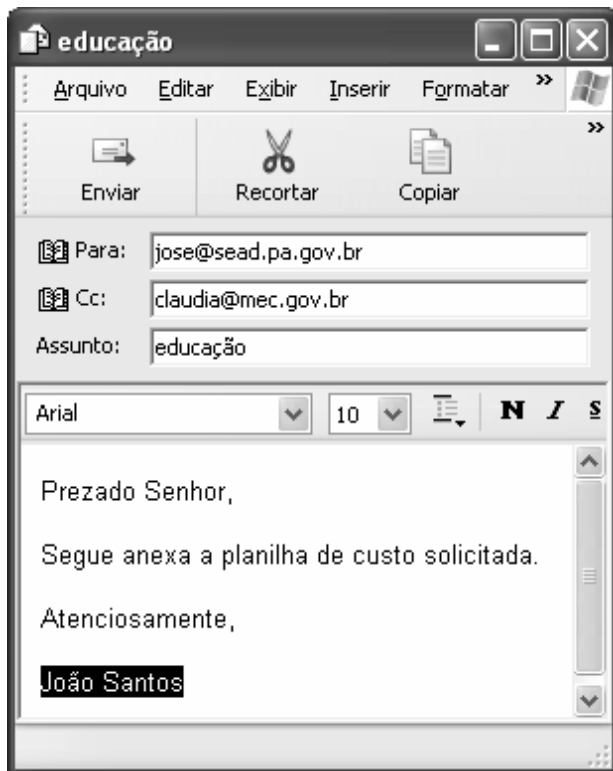 educação
Arquivo Editar Exibir Inserir Formatar »
Enviar Recortar Copiar »
Para: jose@sead.pa.gov.br
Cc: claudia@mec.gov.br
Assunto: educação
Arial 10 N I S
Prezado Senhor,
Segue anexa a planilha de custo solicitada.
Atenciosamente,
João Santos